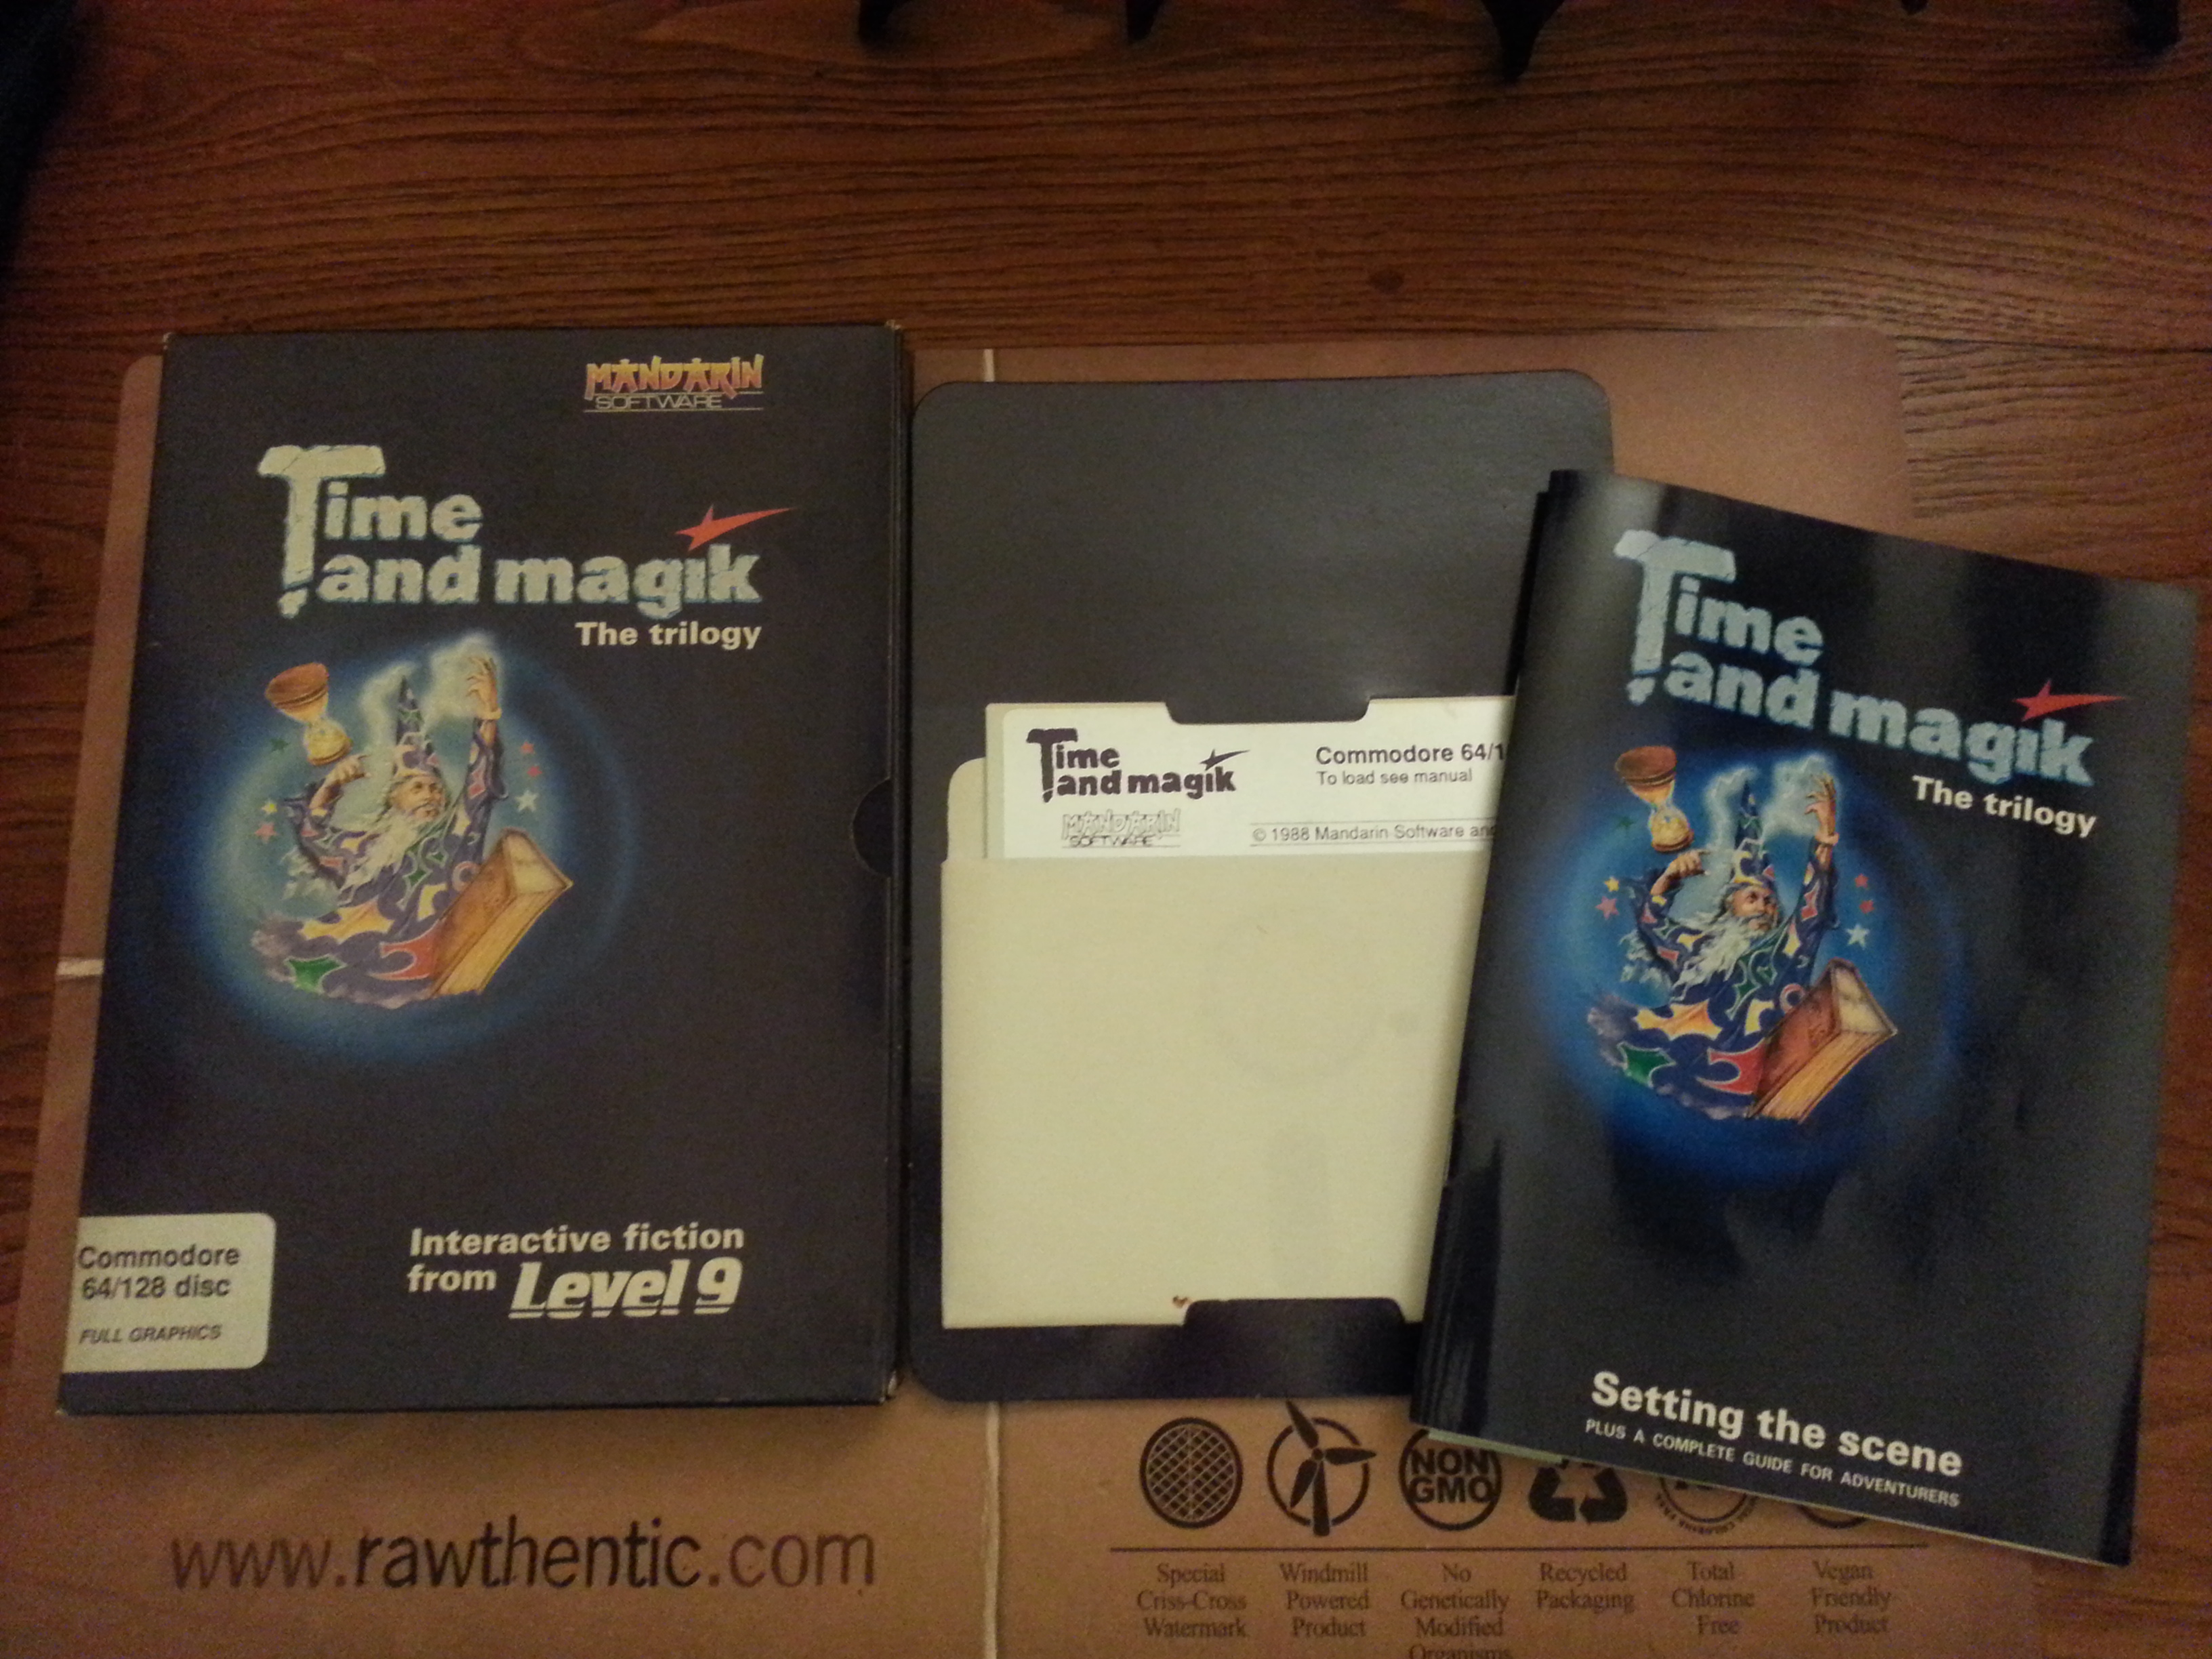 MANDARIN
SOFTWARE
Time
and magik
The trilogy
Commodore
64/128 disc
FULL GRAPHICS
Interactive fiction
from Level 9
Time
and magik
MANDARIN
SOFTWARE
Commodore 64/1
To load see manual
© 1988 Mandarin Software and
Time
and magik
The trilogy
Setting the scene
PLUS A COMPLETE GUIDE FOR ADVENTURERS
www.rawthentic.com
NON
GMO
Special
Criss-Cross
Watermark
Windmill
Powered
Product
No
Genetically
Modified
Organisms
Recycled
Packaging
Total
Chlorine
Free
Vegan
Friendly
Product